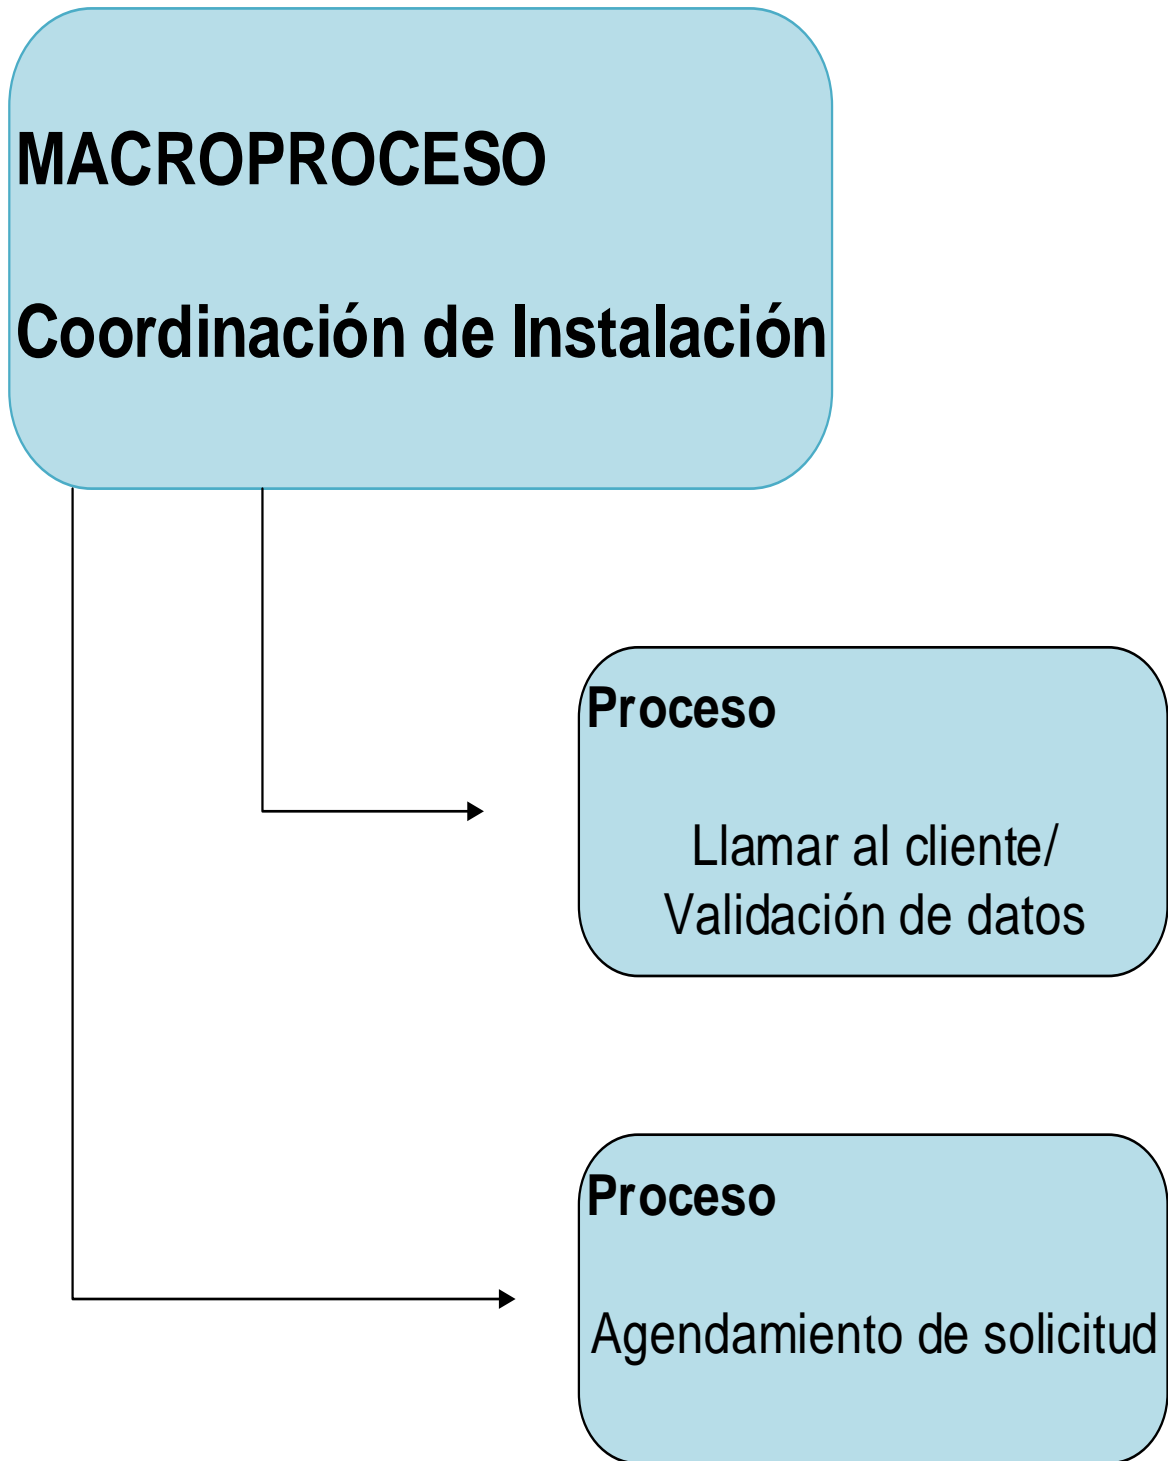 MACROPROCESO
Coordinación de Instalación
Proceso
Llamar al cliente/
Validación de datos
Proceso
Agendamiento de solicitud